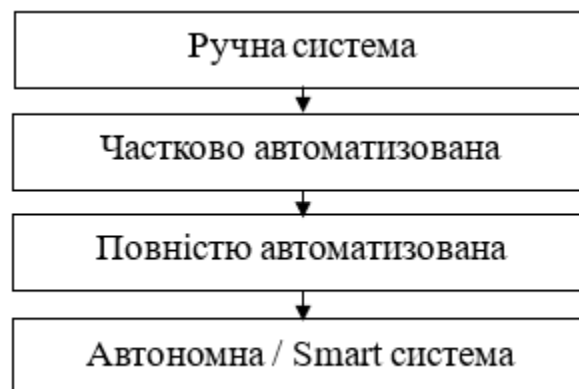 Ручна система
Частково автоматизована
Повністю автоматизована
Автономна / Smart система